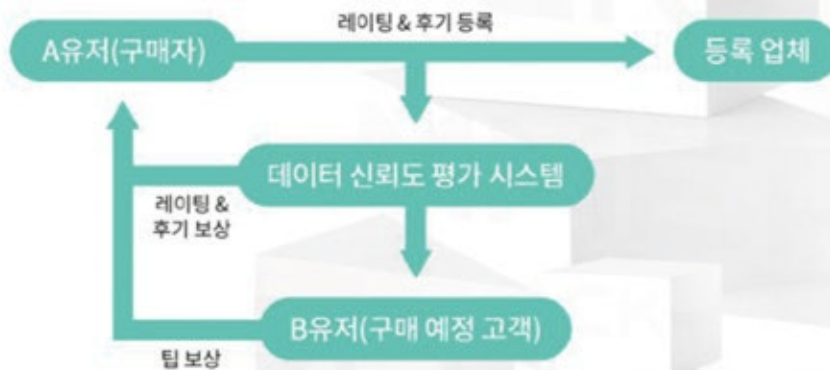 레이팅 & 후기 등록
A유저(구매자)
등록 업체
데이터 신뢰도 평가 시스템
레이팅 &
후기 보상
B유저(구매 예정 고객)
팁 보상